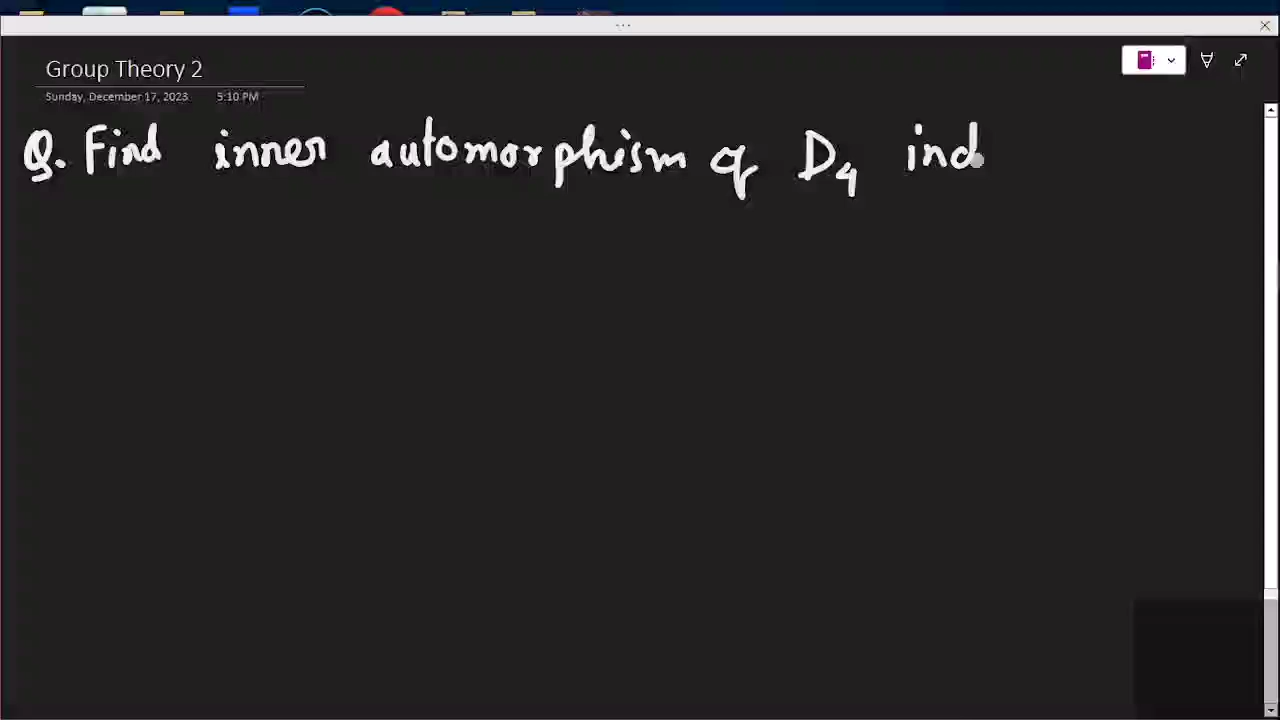 Group Theory 2
Sunday, December 17, 2023 5:10 PM
Q. Find inner automorphism of D4 ind